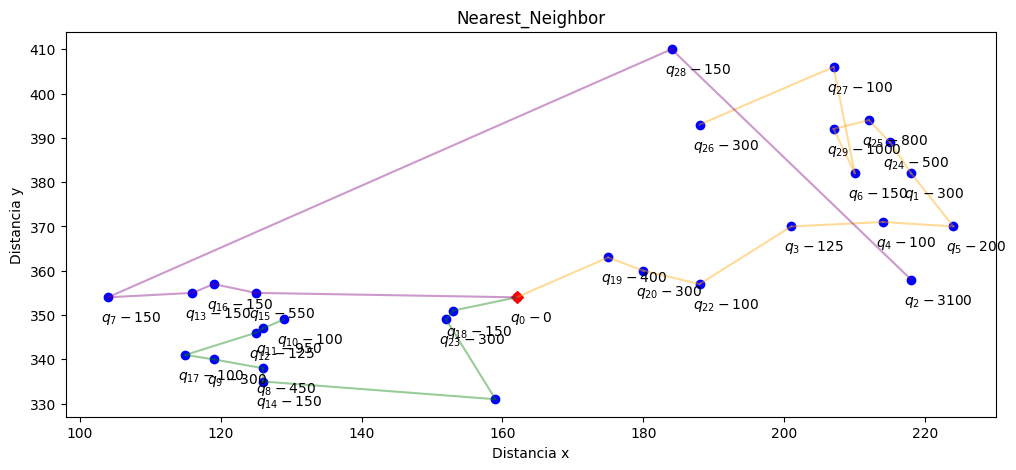 Nearest_Neighbor
Distancia y
410
400
390
380
370
360
350
340
330
q28 − 150
q27 − 100
q26 − 300
q25 − 800
q29 − 1000
q24 − 500
q6 − 150
q1 − 300
q3 − 125
q4 − 100
q5 − 200
q19 − 400
q20 − 300
q22 − 100
q2 − 3100
q16 − 150
q7 − 150
q13 − 1500
q15 − 550
q0 − 0
q18 − 150
q23 − 300
q10 − 100
q11 − 950
q12 − 125
q17 − 100
q9 − 300
q8 − 450
q14 − 150
100
120
140
160
180
200
220
Distancia x